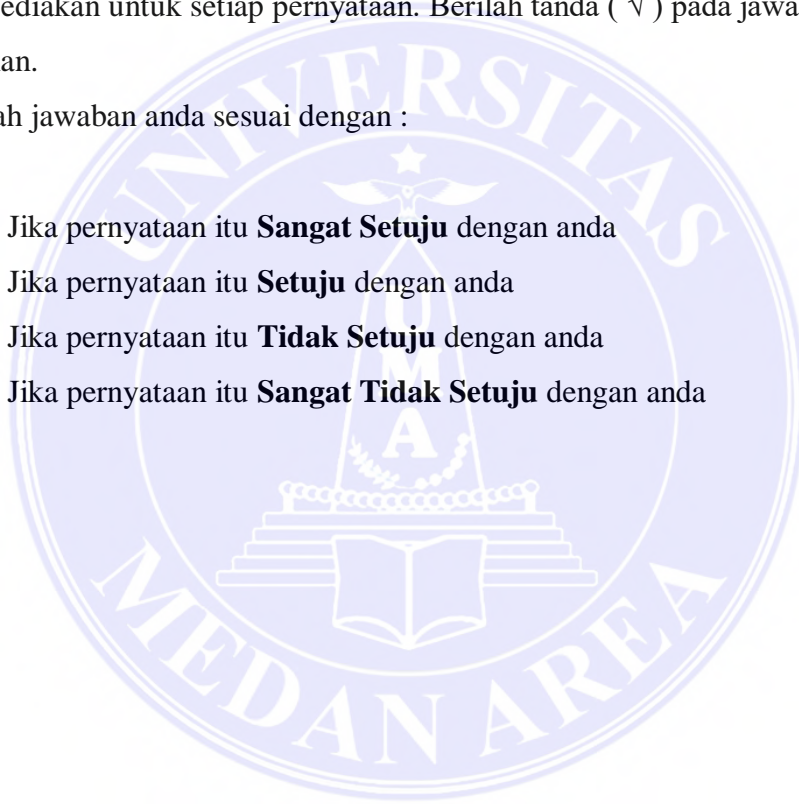 ediakan untuk setiap pernyataan. Berilah tanda ( √ ) pada jawa
an.
ah jawaban anda sesuai dengan :
Jika pernyataan itu Sangat Setuju dengan anda
Jika pernyataan itu Setuju dengan anda
Jika pernyataan itu Tidak Setuju dengan anda
Jika pernyataan itu Sangat Tidak Setuju dengan anda
UNIVERSITAS
UMA
MEDAN AREA